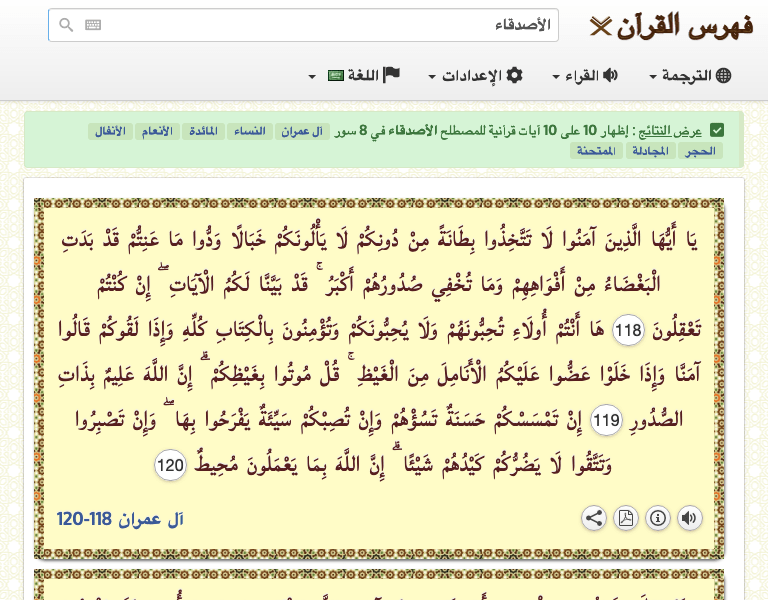 فهرس القرآن
الأصدقاء
الترجمة القراء الإعدادات اللغة
عرض النتائج : إظهار 10 على 10 آيات قرآنية للمصطلح الأصدقاء في 8 سور آل عمران النساء المائدة الأنعام الأنفال
الحجر المجادلة الممتحنة
يَا أَيُّهَا الَّذِينَ آمَنُوا لَا تَتَّخِذُوا بِطَانَةً مِنْ دُونِكُمْ لَا يَأْلُونَكُمْ خَبَالًا وَدُّوا مَا عَنِتُّمْ قَدْ بَدَتِ
الْبَغْضَاءُ مِنْ أَفْوَاهِهِمْ وَمَا تُخْفِي صُدُورُهُمْ أَكْبَرُ ۚ قَدْ بَيَّنَّا لَكُمُ الْآيَاتِ ۖ إِنْ كُنْتُمْ
تَعْقِلُونَ 118 هَا أَنْتُمْ أُولَاءِ تُحِبُّونَهُمْ وَلَا يُحِبُّونَكُمْ وَتُؤْمِنُونَ بِالْكِتَابِ كُلِّهِ وَإِذَا لَقُوكُمْ قَالُوا
آمَنَّا وَإِذَا خَلَوْا عَضُّوا عَلَيْكُمُ الْأَنَامِلَ مِنَ الْغَيْظِ ۚ قُلْ مُوتُوا بِغَيْظِكُمْ ۗ إِنَّ اللَّهَ عَلِيمٌ بِذَاتِ
الصُّدُورِ 119 إِنْ تَمْسَسْكُمْ حَسَنَةٌ تَسُؤْهُمْ وَإِنْ تُصِبْكُمْ سَيِّئَةٌ يَفْرَحُوا بِهَا ۖ وَإِنْ تَصْبِرُوا
وَتَتَّقُوا لَا يَضُرُّكُمْ كَيْدُهُمْ شَيْئًا ۗ إِنَّ اللَّهَ بِمَا يَعْمَلُونَ مُحِيطٌ 120
آل عمران 118-120